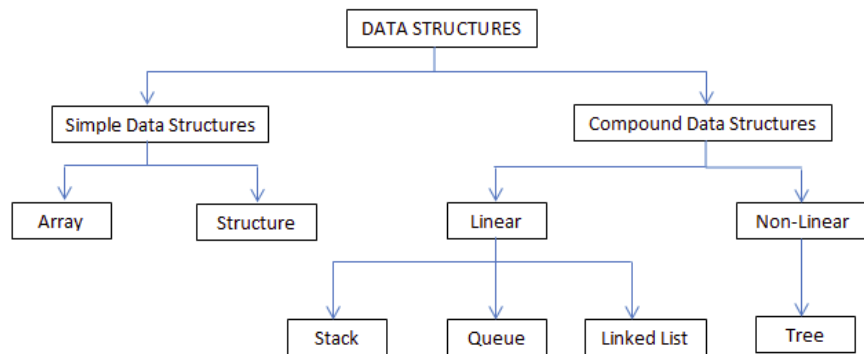 DATA STRUCTURES
Simple Data Structures
Compound Data Structures
Array
Structure
Linear
Non-Linear
Stack
Queue
Linked List
Tree